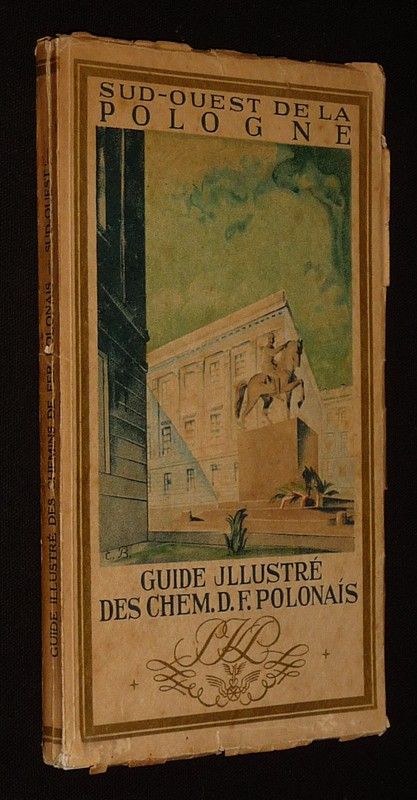 SUD-OUEST DE LA
POLOGNE
C. B.
GUIDE JLLUSTRÉ
DES CHEM. D. F. POLONAIS
PKP
GUIDE ILLUSTRÉ DES CHEMINS DE FER POLONAIS — SUD-OUEST